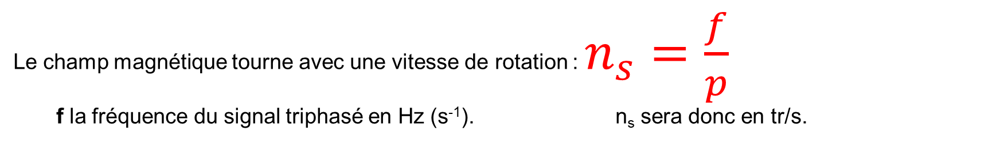 Le champ magnétique tourne avec une vitesse de rotation : nₛ = f/p
f la fréquence du signal triphasé en Hz (s⁻¹). nₛ sera donc en tr/s.